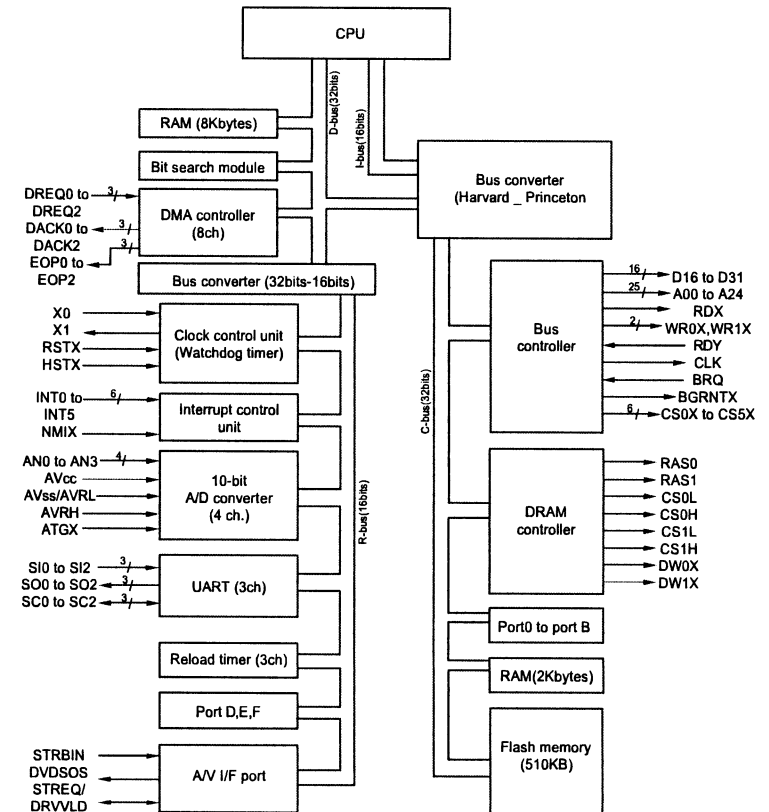 CPU
D-bus(32bits)
I-bus(16bits)
RAM (8Kbytes)
Bit search module
DREQ0 to
DREQ2
DACK0 to
DACK2
EOP0 to
EOP2
3/
3/
3/
DMA controller
(8ch)
Bus converter
(Harvard _ Princeton
Bus converter (32bits-16bits)
X0
X1
RSTX
HSTX
Clock control unit
(Watchdog timer)
INT0 to
INT5
NMIX
6/
Interrupt control
unit
AN0 to AN3
AVcc
AVss/AVRL
AVRH
ATGX
4/
10-bit
A/D converter
(4 ch.)
SI0 to SI2
SO0 to SO2
SC0 to SC2
3/
3/
3/
UART (3ch)
Reload timer (3ch)
Port D,E,F
STRBIN
DVDSOS
STREQ/
DRVVLD
A/V I/F port
R-bus(16bits)
C-bus(32bits)
Bus
controller
16/
25/
2/
6/
D16 to D31
A00 to A24
RDX
WR0X,WR1X
RDY
CLK
BRQ
BGRNTX
CS0X to CS5X
DRAM
controller
RAS0
RAS1
CS0L
CS0H
CS1L
CS1H
DW0X
DW1X
Port0 to port B
RAM(2Kbytes)
Flash memory
(510KB)